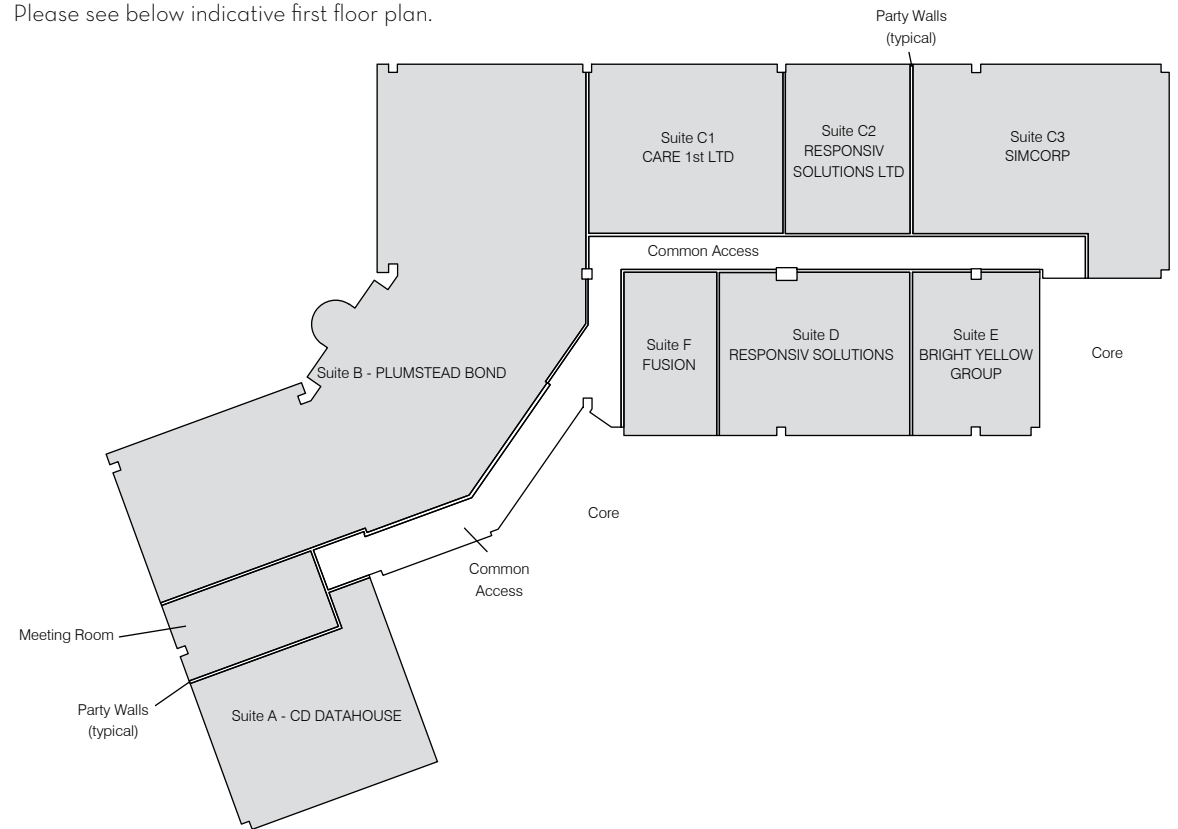 Please see below indicative first floor plan.
Party Walls
(typical)
Suite C1
CARE 1st LTD
Suite C2
RESPONSIV
SOLUTIONS LTD
Suite C3
SIMCORP
Common Access
Suite F
FUSION
Suite D
RESPONSIV SOLUTIONS
Suite E
BRIGHT YELLOW
GROUP
Core
Suite B - PLUMSTEAD BOND
Core
Common
Access
Meeting Room
Party Walls
(typical)
Suite A - CD DATAHOUSE